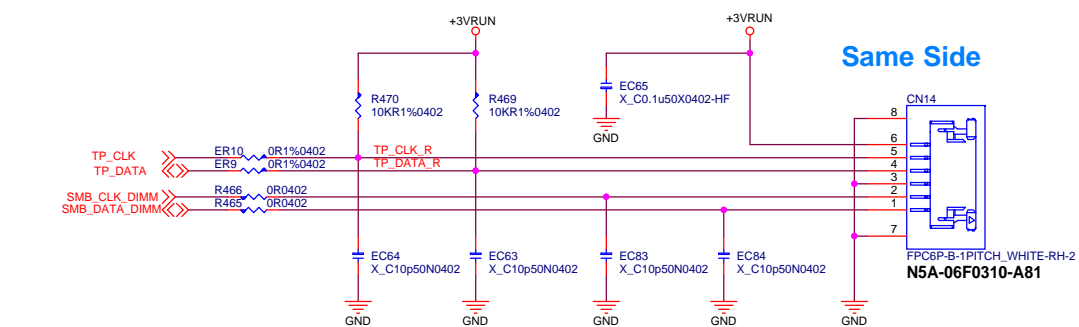 +3VRUN
+3VRUN
Same Side
EC65
X_C0.1u50X0402-HF
GND
R470
10KR1%0402
R469
10KR1%0402
CN14
8
6
5
4
3
2
1
7
TP_CLK
ER10
0R1%0402
TP_CLK_R
TP_DATA
ER9
0R1%0402
TP_DATA_R
SMB_CLK_DIMM
R466
0R0402
SMB_DATA_DIMM
R465
0R0402
EC64
X_C10p50N0402
EC63
X_C10p50N0402
EC83
X_C10p50N0402
EC84
X_C10p50N0402
FPC6P-B-1PITCH_WHITE-RH-2
N5A-06F0310-A81
GND
GND
GND
GND
GND